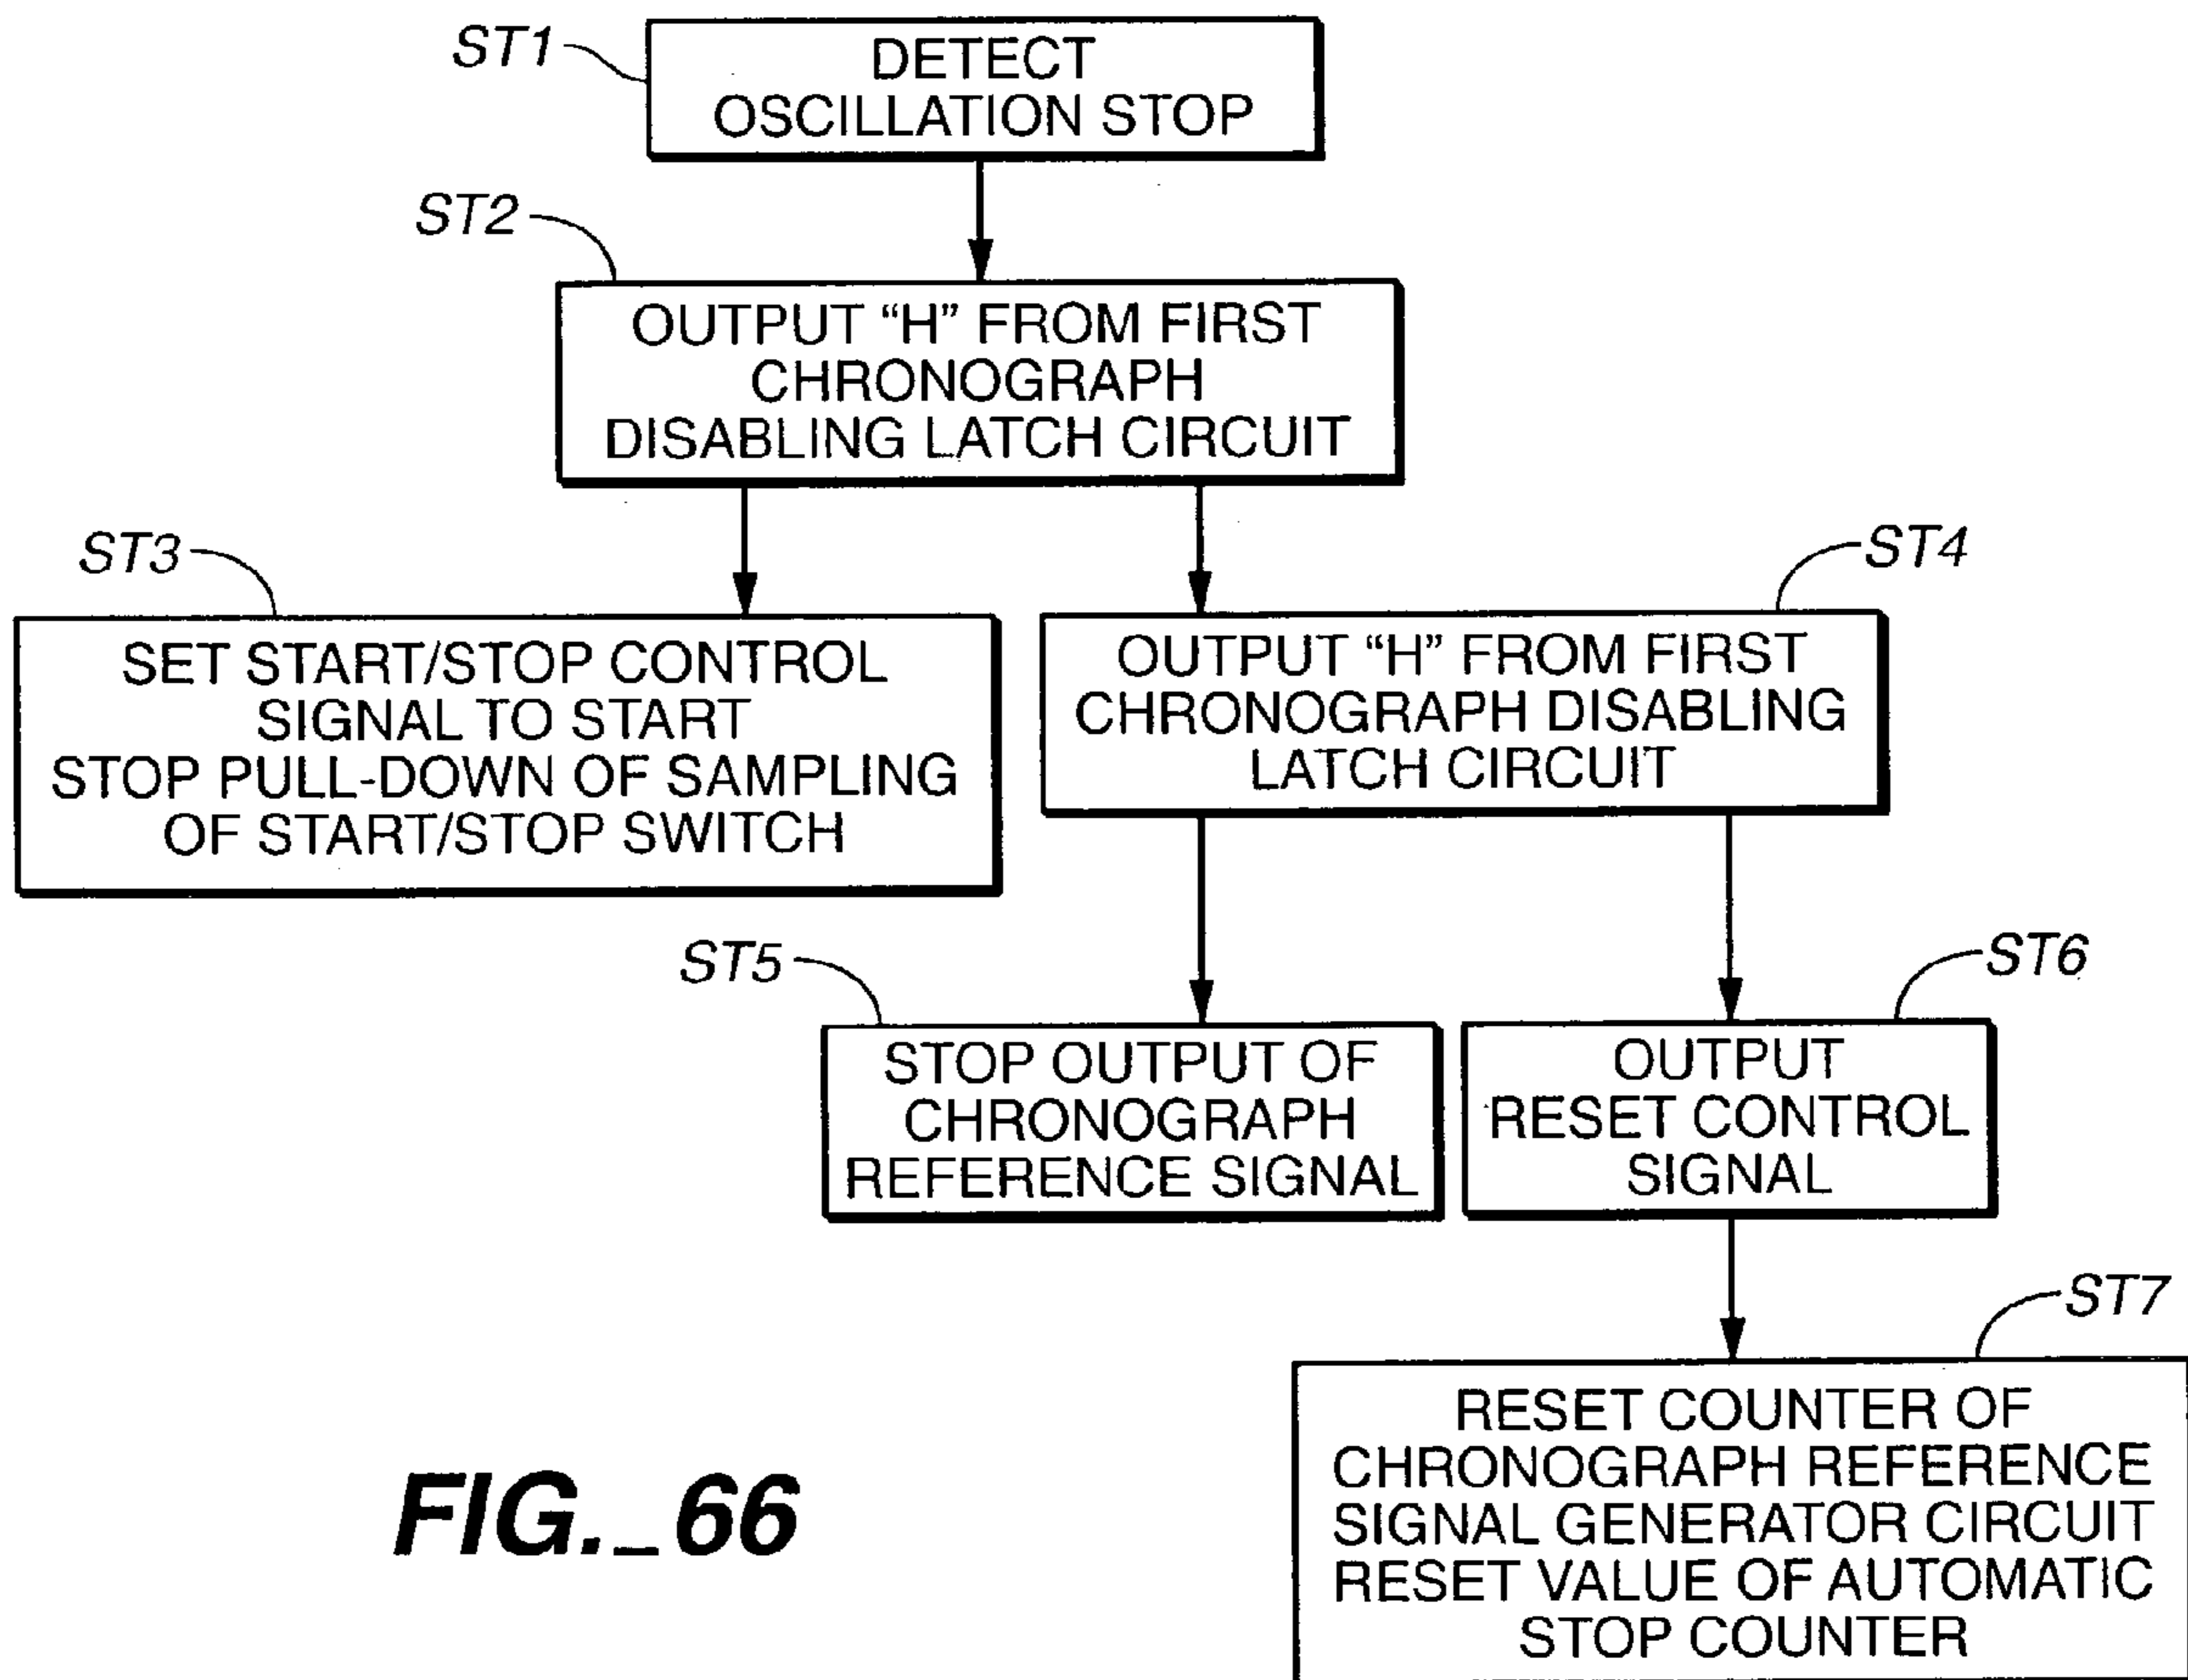 ST1
DETECT
OSCILLATION STOP
ST2
OUTPUT “H” FROM FIRST
CHRONOGRAPH
DISABLING LATCH CIRCUIT
ST3
SET START/STOP CONTROL
SIGNAL TO START
STOP PULL-DOWN OF SAMPLING
OF START/STOP SWITCH
ST4
OUTPUT “H” FROM FIRST
CHRONOGRAPH DISABLING
LATCH CIRCUIT
ST5
STOP OUTPUT OF
CHRONOGRAPH
REFERENCE SIGNAL
ST6
OUTPUT
RESET CONTROL
SIGNAL
ST7
RESET COUNTER OF
CHRONOGRAPH REFERENCE
SIGNAL GENERATOR CIRCUIT
RESET VALUE OF AUTOMATIC
STOP COUNTER
FIG._66